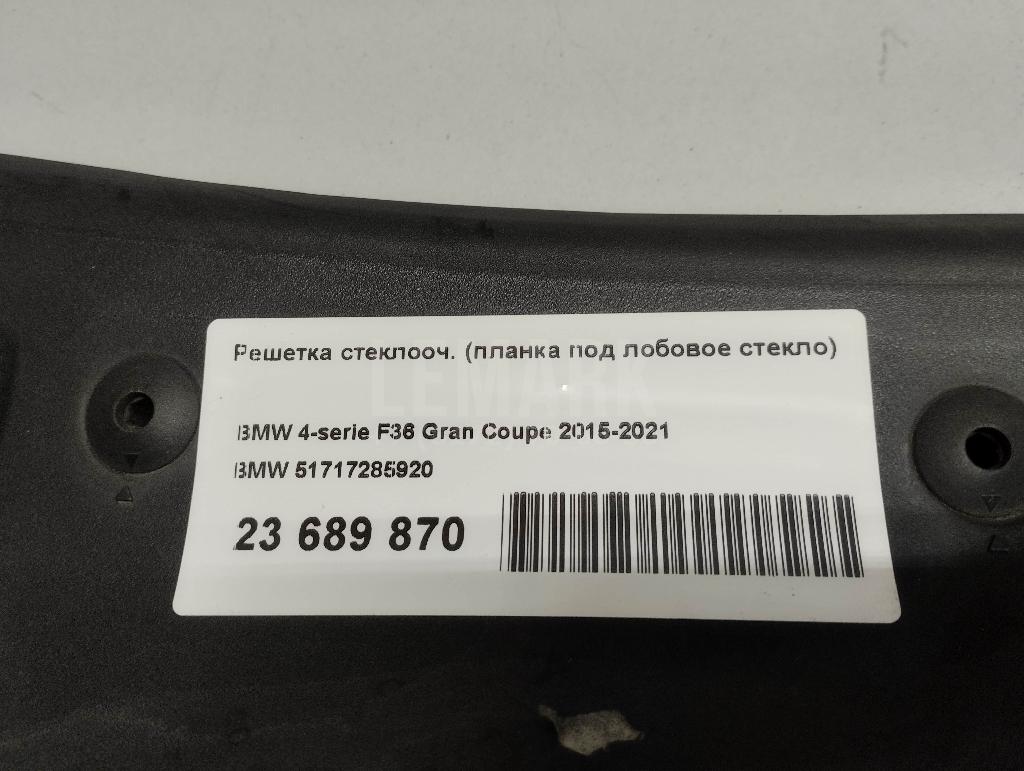 Решетка стеклооч. (планка под лобовое стекло)
LEMARK
BMW 4-serie F36 Gran Coupe 2015-2021
BMW 51717285920
23 689 870